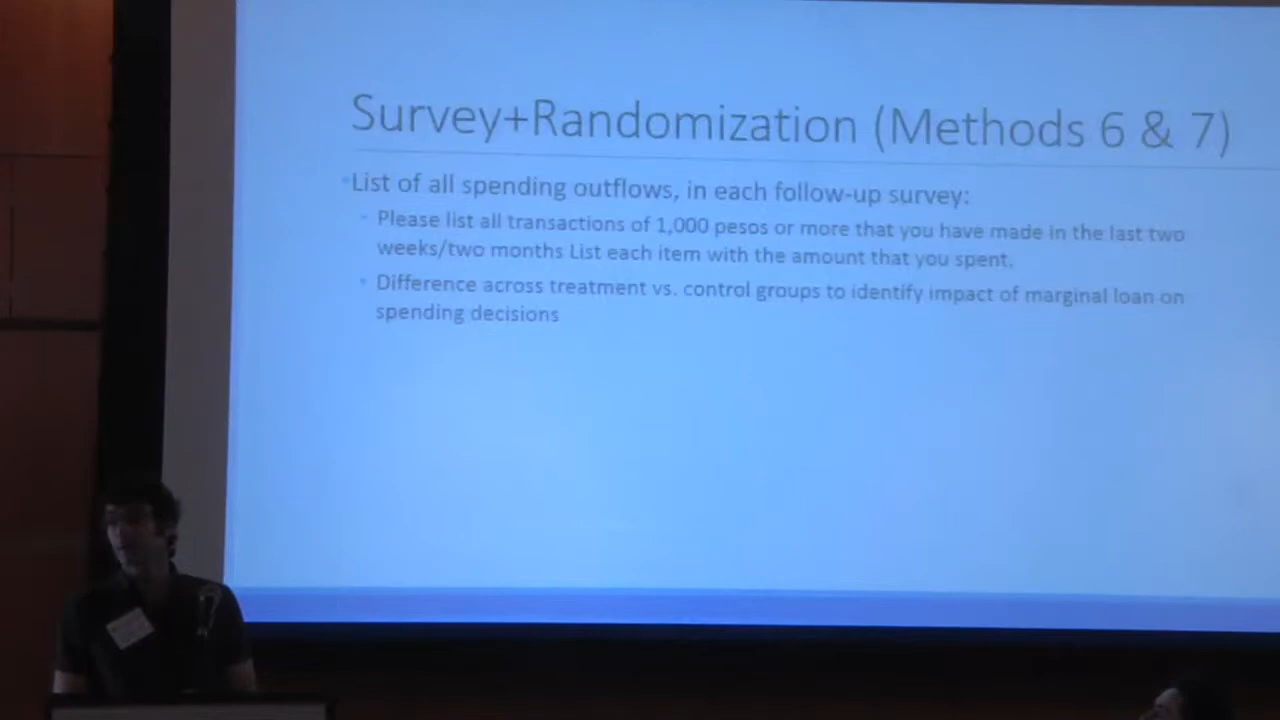 Survey+Randomization (Methods 6 & 7)
List of all spending outflows, in each follow-up survey:
Please list all transactions of 1,000 pesos or more that you have made in the last two
weeks/two months List each item with the amount that you spent.
Difference across treatment vs. control groups to identify impact of marginal loan on
spending decisions